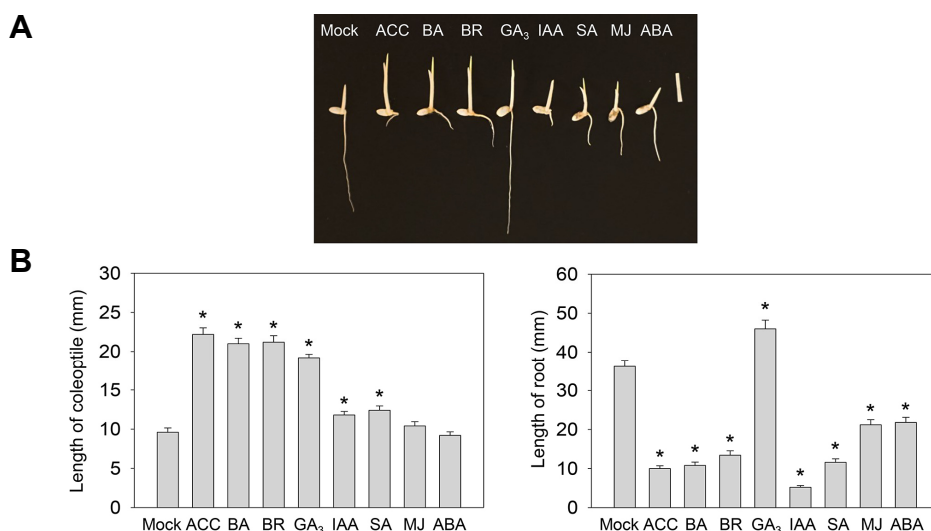 A
Mock ACC BA BR GA₃ IAA SA MJ ABA
B
30
25
20
15
10
5
0
Length of coleoptile (mm)
* * * * * *
Mock ACC BA BR GA₃ IAA SA MJ ABA
60
50
40
30
20
10
0
Length of root (mm)
* * * * * * * *
Mock ACC BA BR GA₃ IAA SA MJ ABA